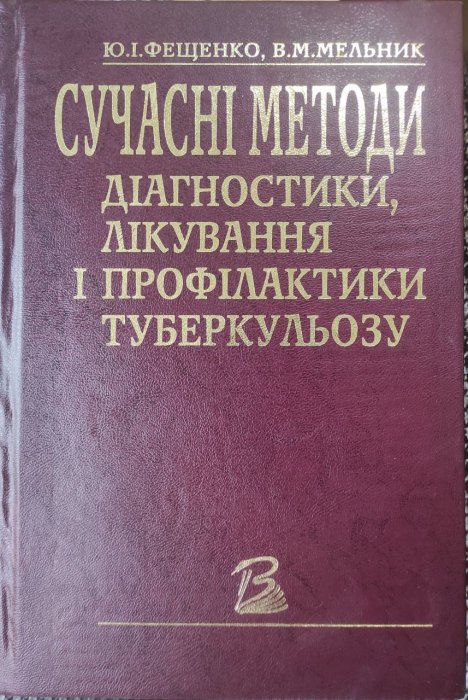 Ю.І.ФЕЩЕНКО, В.М.МЕЛЬНИК
СУЧАСНІ МЕТОДИ
ДІАГНОСТИКИ,
ЛІКУВАННЯ
І ПРОФІЛАКТИКИ
ТУБЕРКУЛЬОЗУ
В